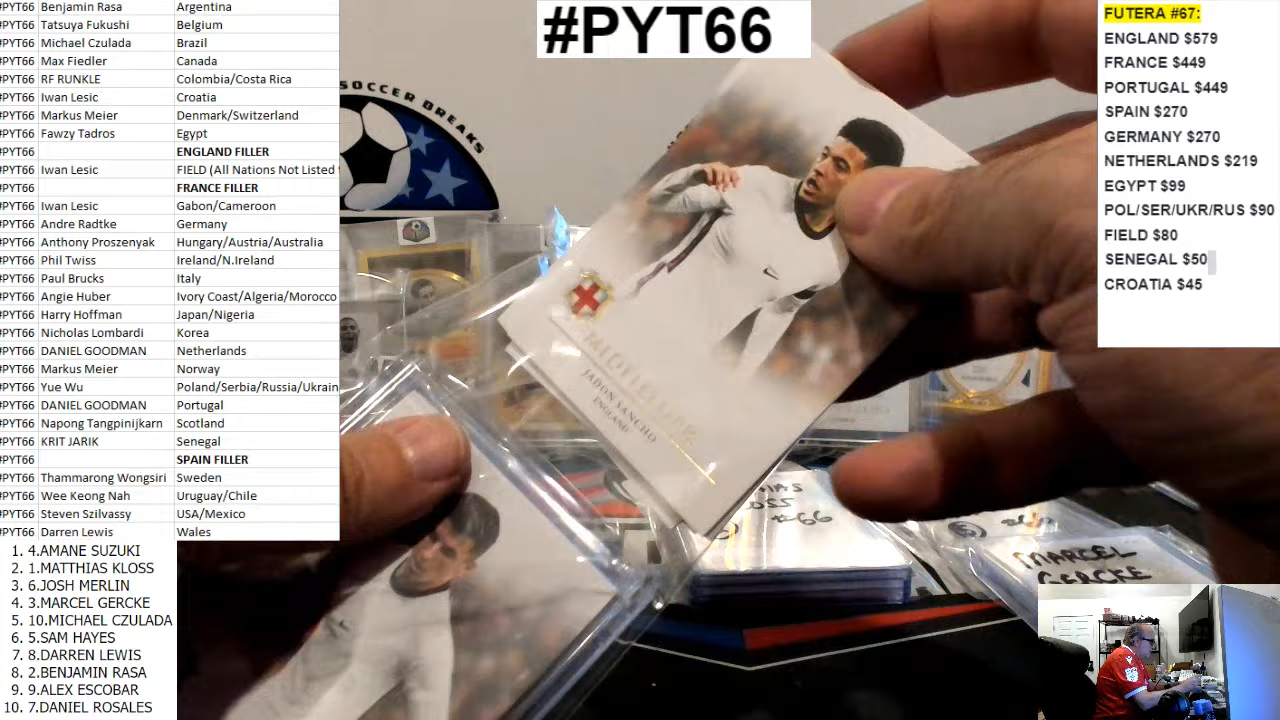 #PYT66 Benjamin Rasa Argentina
#PYT66 Tatsuya Fukushi Belgium
#PYT66 Michael Czulada Brazil
#PYT66 Max Fiedler Canada
#PYT66 RF RUNKLE Colombia/Costa Rica
#PYT66 Iwan Lesic Croatia
#PYT66 Markus Meier Denmark/Switzerland
#PYT66 Fawzy Tadros Egypt
#PYT66 ENGLAND FILLER
#PYT66 Iwan Lesic FIELD (All Nations Not Listed
#PYT66 FRANCE FILLER
#PYT66 Iwan Lesic Gabon/Cameroon
#PYT66 Andre Radtke Germany
#PYT66 Anthony Proszenyak Hungary/Austria/Australia
#PYT66 Phil Twiss Ireland/N.Ireland
#PYT66 Paul Brucks Italy
#PYT66 Angie Huber Ivory Coast/Algeria/Morocco
#PYT66 Harry Hoffman Japan/Nigeria
#PYT66 Nicholas Lombardi Korea
#PYT66 DANIEL GOODMAN Netherlands
#PYT66 Markus Meier Norway
#PYT66 Yue Wu Poland/Serbia/Russia/Ukrain
#PYT66 DANIEL GOODMAN Portugal
#PYT66 Napong Tangpinijkarn Scotland
#PYT66 KRIT JARIK Senegal
#PYT66 SPAIN FILLER
#PYT66 Thammarong Wongsiri Sweden
#PYT66 Wee Keong Nah Uruguay/Chile
#PYT66 Steven Szilvassy USA/Mexico
#PYT66 Darren Lewis Wales
1. 4.AMANE SUZUKI
2. 1.MATTHIAS KLOSS
3. 6.JOSH MERLIN
4. 3.MARCEL GERCKE
5. 10.MICHAEL CZULADA
6. 5.SAM HAYES
7. 8.DARREN LEWIS
8. 2.BENJAMIN RASA
9. 9.ALEX ESCOBAR
10. 7.DANIEL ROSALES
#PYT66
SOCCER BREAKS
MIDFIELDER
JADON SANCHO
ENGLAND
#66
MARCEL
GERCKE
FUTERA #67:
ENGLAND $579
FRANCE $449
PORTUGAL $449
SPAIN $270
GERMANY $270
NETHERLANDS $219
EGYPT $99
POL/SER/UKR/RUS $90
FIELD $80
SENEGAL $50
CROATIA $45